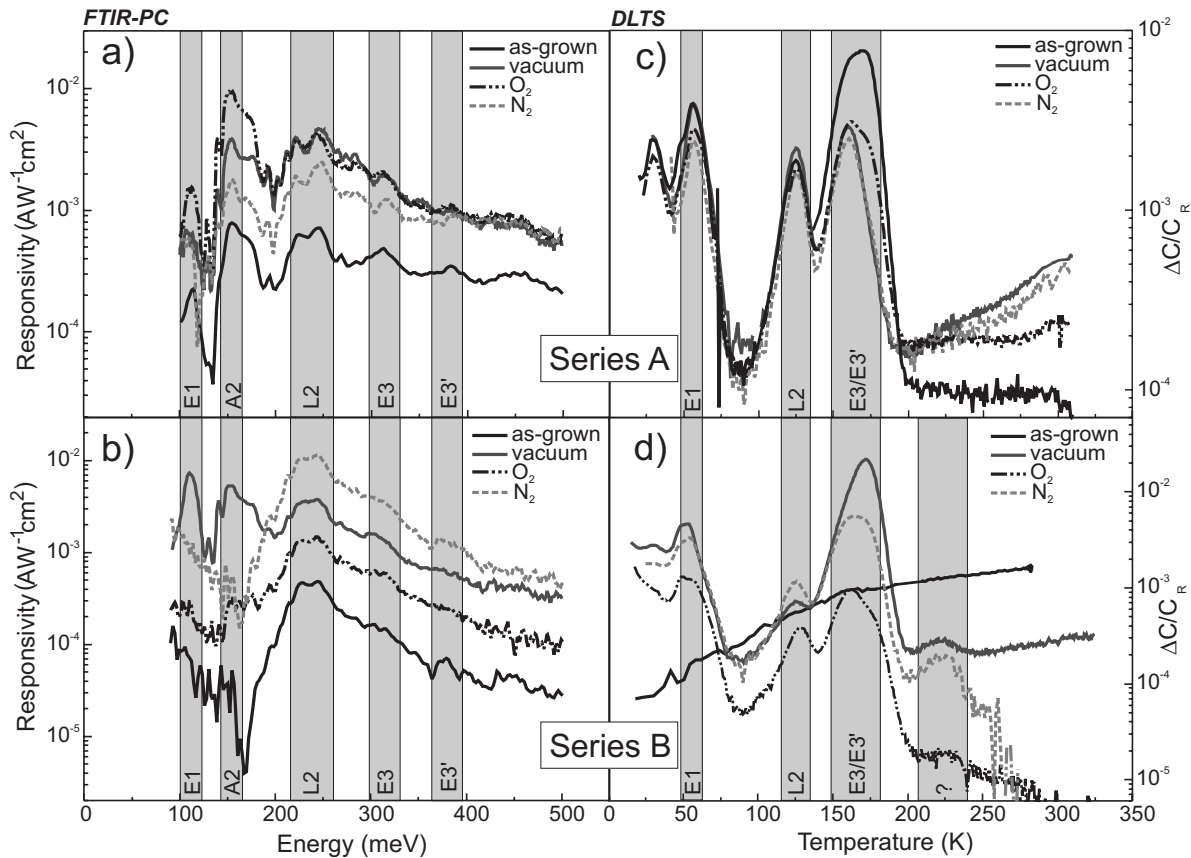 FTIR-PC
DLTS
a)
as-grown
vacuum
O₂
N₂
10⁻²
10⁻³
10⁻⁴
Responsivity (AW⁻¹cm²)
E1
A2
L2
E3
E3'
c)
as-grown
vacuum
O₂
N₂
10⁻²
10⁻³
10⁻⁴
ΔC/C_R
E1
L2
E3/E3'
Series A
b)
as-grown
vacuum
O₂
N₂
10⁻²
10⁻³
10⁻⁴
10⁻⁵
Responsivity (AW⁻¹cm²)
E1
A2
L2
E3
E3'
d)
as-grown
vacuum
O₂
N₂
10⁻²
10⁻³
10⁻⁴
10⁻⁵
ΔC/C_R
E1
L2
E3/E3'
?
Series B
0 100 200 300 400 500
Energy (meV)
0 50 100 150 200 250 300 350
Temperature (K)